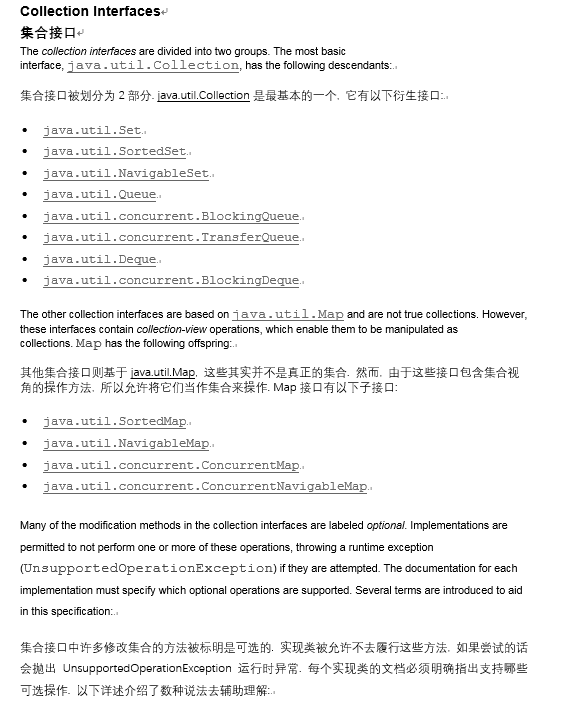 Collection Interfaces
集合接口
The collection interfaces are divided into two groups. The most basic
interface, java.util.Collection, has the following descendants:
集合接口被划分为 2 部分. java.util.Collection 是最基本的一个. 它有以下衍生接口:
• java.util.Set
• java.util.SortedSet
• java.util.NavigableSet
• java.util.Queue
• java.util.concurrent.BlockingQueue
• java.util.concurrent.TransferQueue
• java.util.Deque
• java.util.concurrent.BlockingDeque
The other collection interfaces are based on java.util.Map and are not true collections. However,
these interfaces contain collection-view operations, which enable them to be manipulated as
collections. Map has the following offspring:
其他集合接口则基于 java.util.Map. 这些其实并不是真正的集合. 然而, 由于这些接口包含集合视
角的操作方法, 所以允许将它们当作集合来操作. Map 接口有以下子接口:
• java.util.SortedMap
• java.util.NavigableMap
• java.util.concurrent.ConcurrentMap
• java.util.concurrent.ConcurrentNavigableMap
Many of the modification methods in the collection interfaces are labeled optional. Implementations are
permitted to not perform one or more of these operations, throwing a runtime exception
(UnsupportedOperationException) if they are attempted. The documentation for each
implementation must specify which optional operations are supported. Several terms are introduced to aid
in this specification:
集合接口中许多修改集合的方法被标明是可选的. 实现类被允许不去履行这些方法. 如果尝试的话
会抛出 UnsupportedOperationException 运行时异常. 每个实现类的文档必须明确指出支持哪些
可选操作. 以下详述介绍了数种说法去辅助理解: